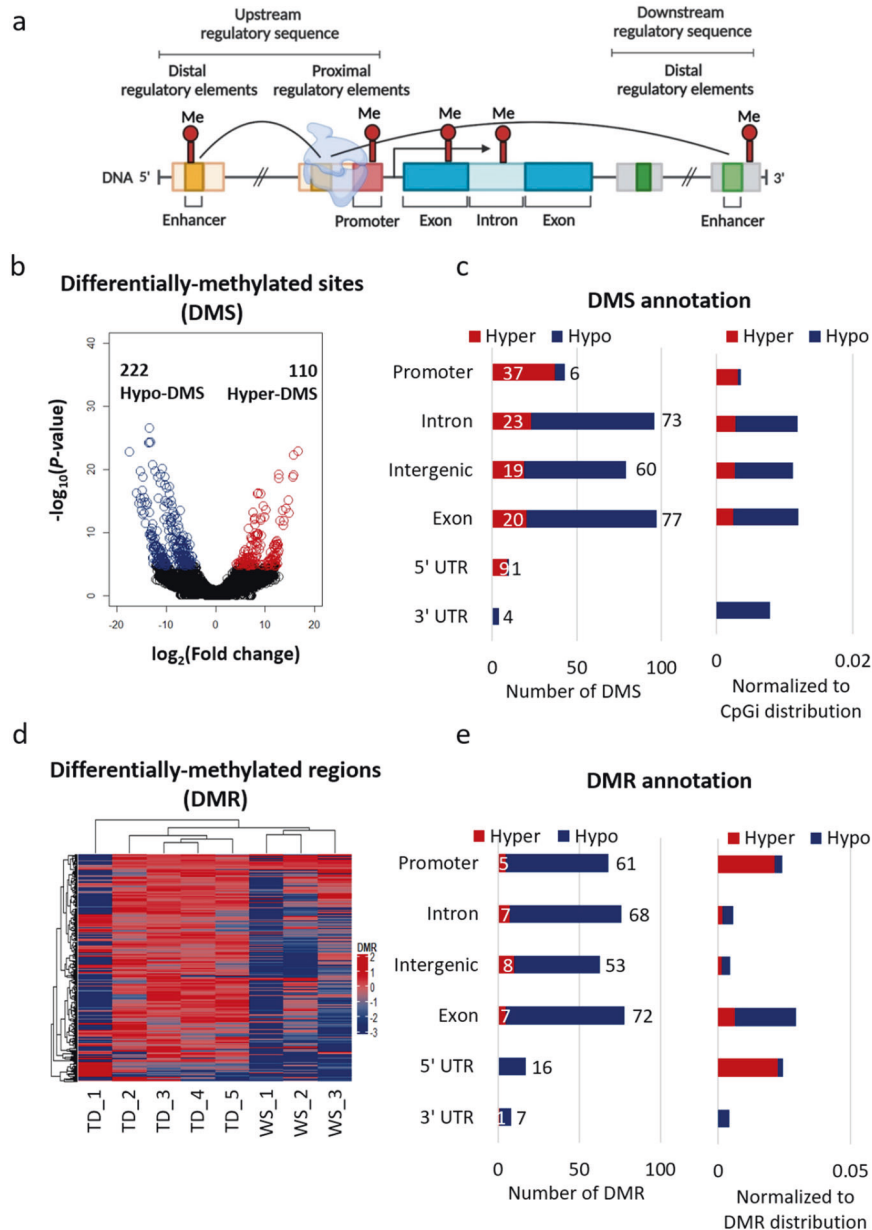 a
Upstream
regulatory sequence
Downstream
regulatory sequence
Distal
regulatory elements
Proximal
regulatory elements
Distal
regulatory elements
Me
Me
Me
Me
Me
DNA 5'
3'
Enhancer
Promoter
Exon
Intron
Exon
Enhancer
b
Differentially-methylated sites
(DMS)
222
Hypo-DMS
110
Hyper-DMS
40
30
20
10
0
-log10(P-value)
-20
-10
0
10
20
log2(Fold change)
c
DMS annotation
Hyper
Hypo
Hyper
Hypo
Promoter
37
6
Intron
23
73
Intergenic
19
60
Exon
20
77
5' UTR
9
1
3' UTR
4
0
50
100
Number of DMS
0
0.02
Normalized to
CpGi distribution
d
Differentially-methylated regions
(DMR)
DMR
2
1
0
-1
-2
-3
TD_1
TD_2
TD_3
TD_4
TD_5
WS_1
WS_2
WS_3
e
DMR annotation
Hyper
Hypo
Hyper
Hypo
Promoter
5
61
Intron
7
68
Intergenic
8
53
Exon
7
72
5' UTR
16
3' UTR
1
7
0
50
100
Number of DMR
0
0.05
Normalized to
DMR distribution